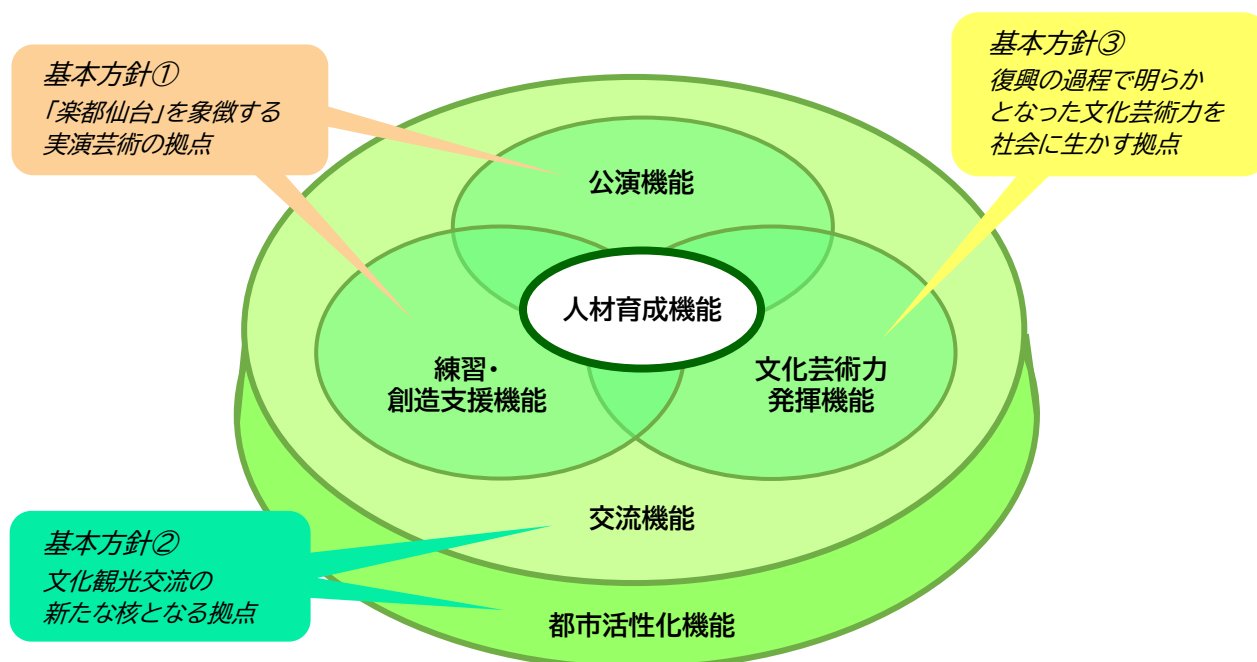 基本方針①
「楽都仙台」を象徴する
実演芸術の拠点
基本方針③
復興の過程で明らか
となった文化芸術力を
社会に生かす拠点
公演機能
人材育成機能
練習・
創造支援機能
文化芸術力
発揮機能
交流機能
基本方針②
文化観光交流の
新たな核となる拠点
都市活性化機能